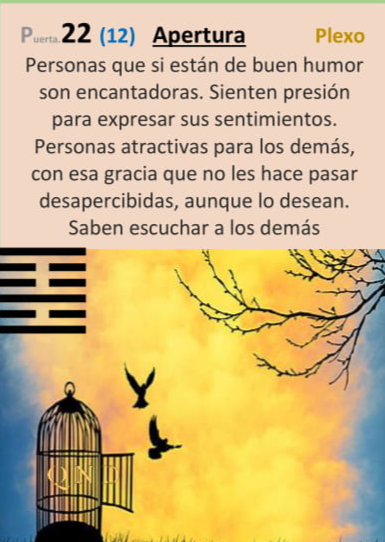 Puerta.22 (12) Apertura Plexo
Personas que si están de buen humor
son encantadoras. Sienten presión
para expresar sus sentimientos.
Personas atractivas para los demás,
con esa gracia que no les hace pasar
desapercibidas, aunque lo desean.
Saben escuchar a los demás